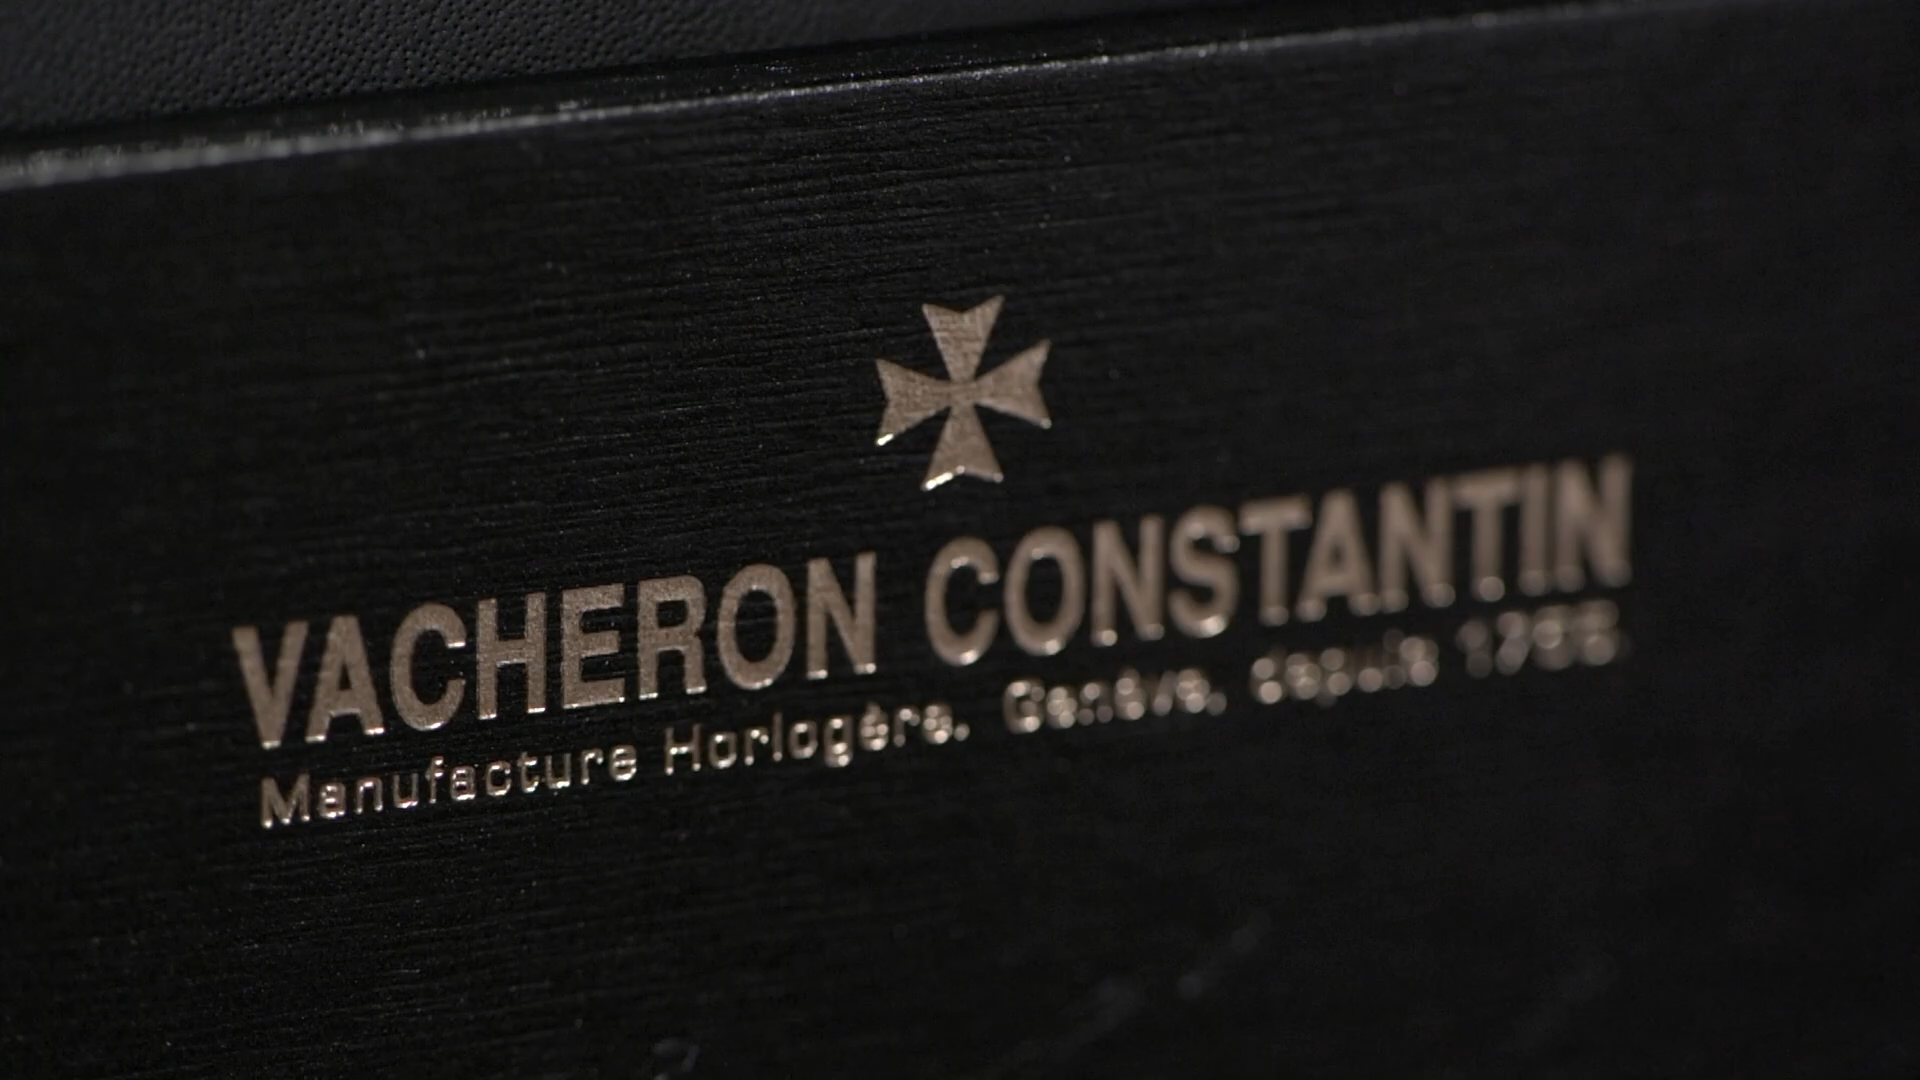 VACHERON CONSTANTIN
Manufacture Horlogère, Genève, depuis 1755.